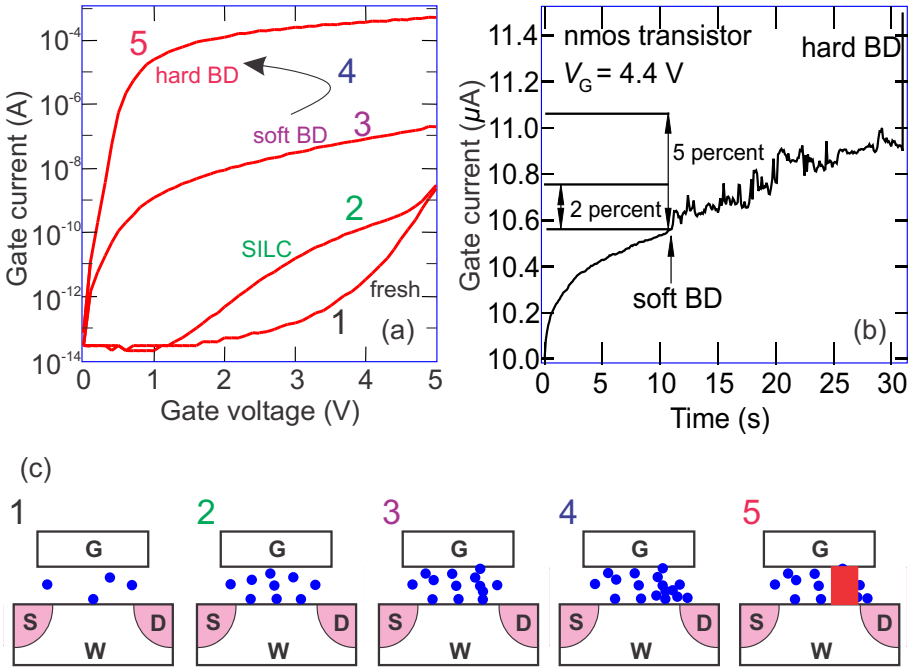 10⁻⁴
10⁻⁶
10⁻⁸
10⁻¹⁰
10⁻¹²
10⁻¹⁴
Gate current (A)
5
hard BD
4
soft BD
3
2
SILC
fresh
1
(a)
0 1 2 3 4 5
Gate voltage (V)
11.4
11.2
11.0
10.8
10.6
10.4
10.2
10.0
Gate current (µA)
nmos transistor
V_G = 4.4 V
hard BD
5 percent
2 percent
soft BD
(b)
0 5 10 15 20 25 30
Time (s)
(c)
1 2 3 4 5
G G G G G
S D S D S D S D S D
W W W W W